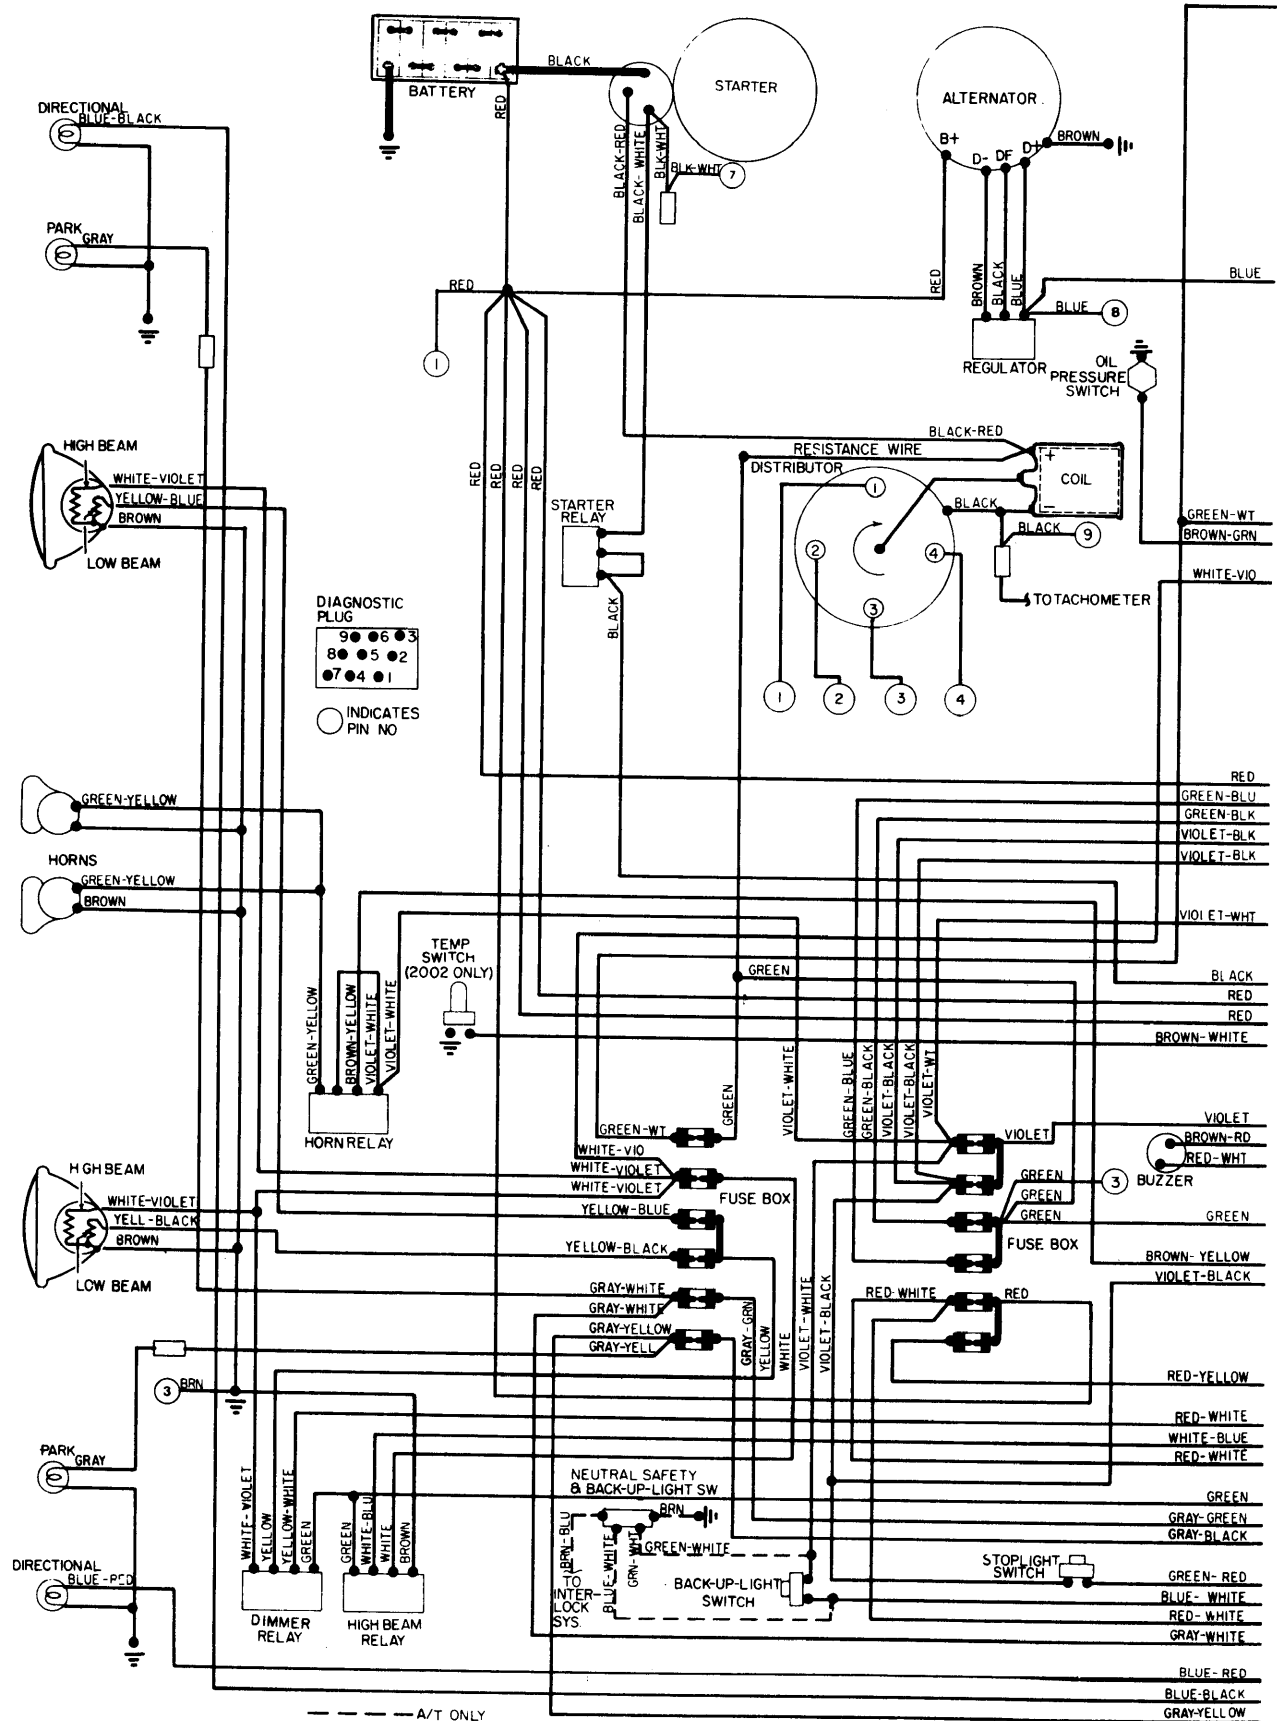 BATTERY
BLACK
STARTER
ALTERNATOR
B+
D-
DF
D+
BROWN
RED
BLACK-RED
BLACK-WHITE
BLK-WHT
BLK-WHT
7
DIRECTIONAL
BLUE-BLACK
PARK
GRAY
RED
1
RED
BROWN
BLACK
BLUE
BLUE
BLUE
8
REGULATOR
OIL
PRESSURE
SWITCH
HIGH BEAM
WHITE-VIOLET
YELLOW-BLUE
BROWN
LOW BEAM
RED
RED
RED
RED
BLACK-RED
RESISTANCE WIRE
DISTRIBUTOR
+
COIL
-
1
2
3
4
BLACK
BLACK
9
TO TACHOMETER
STARTER
RELAY
BLACK
GREEN-WT
BROWN-GRN
WHITE-VIO
DIAGNOSTIC
PLUG
9 6 3
8 5 2
7 4 1
INDICATES
PIN NO
1
2
3
4
RED
GREEN-BLU
GREEN-BLK
VIOLET-BLK
VIOLET-BLK
VIOLET-WHT
BLACK
RED
RED
BROWN-WHITE
GREEN-YELLOW
HORNS
GREEN-YELLOW
BROWN
TEMP
SWITCH
(2002 ONLY)
GREEN
GREEN-YELLOW
BROWN-YELLOW
VIOLET-WHITE
VIOLET-WHITE
HORN RELAY
GREEN
VIOLET-WHITE
GREEN-BLUE
GREEN-BLACK
VIOLET-BLACK
VIOLET-BLACK
VIOLET-WT
GREEN-WT
WHITE-VIO
WHITE-VIOLET
WHITE-VIOLET
FUSE BOX
YELLOW-BLUE
YELLOW-BLACK
GRAY-WHITE
GRAY-WHITE
GRAY-YELLOW
GRAY-YELL
VIOLET
VIOLET
BROWN-RD
RED-WHT
BUZZER
GREEN
3
GREEN
GREEN
GREEN
FUSE BOX
BROWN-YELLOW
VIOLET-BLACK
RED-WHITE
RED
HIGH BEAM
WHITE-VIOLET
YELL-BLACK
BROWN
LOW BEAM
GRAY-GRN
YELLOW
WHITE
VIOLET-WHITE
VIOLET-BLACK
3
BRN
RED-YELLOW
RED-WHITE
WHITE-BLUE
RED-WHITE
GREEN
GRAY-GREEN
GRAY-BLACK
PARK
GRAY
WHITE-VIOLET
YELLOW
YELLOW-WHITE
GREEN
GREEN
WHITE-BLU
WHITE
BROWN
DIMMER
RELAY
HIGH BEAM
RELAY
NEUTRAL SAFETY
& BACK-UP-LIGHT SW
BRN
BRN-BLU
BLUE-WHITE
GRN-WHT
GREEN-WHITE
TO
INTER-
LOCK
SYS.
BACK-UP-LIGHT
SWITCH
STOPLIGHT
SWITCH
GREEN-RED
BLUE-WHITE
RED-WHITE
GRAY-WHITE
DIRECTIONAL
BLUE-RED
BLUE-RED
BLUE-BLACK
GRAY-YELLOW
A/T ONLY